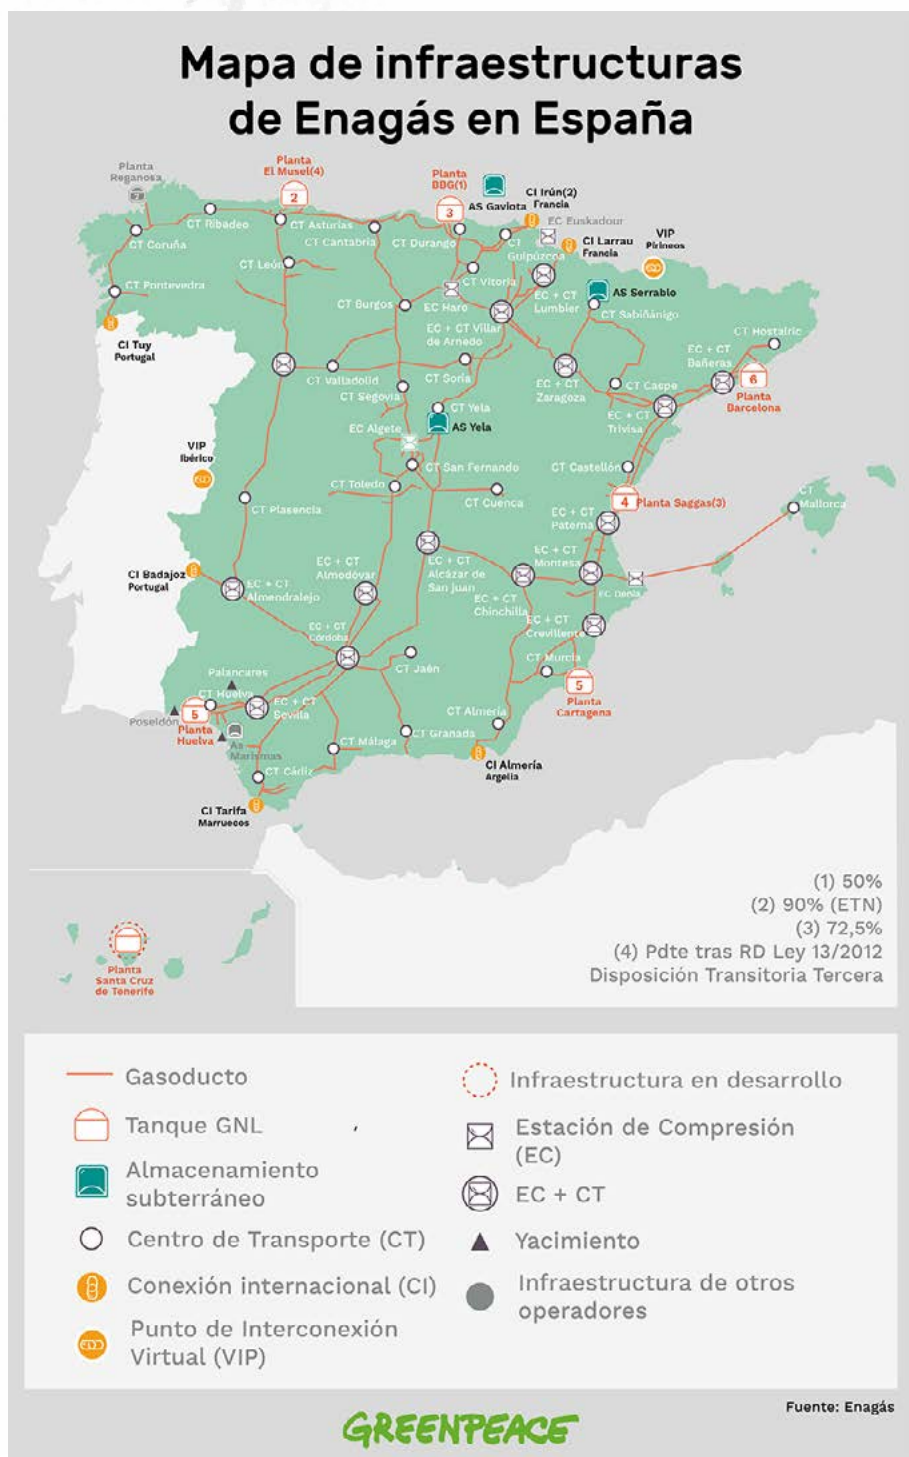 Mapa de infraestructuras
de Enagás en España
Planta
Reganosa
2
Planta
El Musel(4)
2
Planta
BBG(1)
3
AS Gaviota
CI Irún(2)
Francia
EC Euskadour
CI Larrau
Francia
VIP
Pirineos
CT Coruña
CT Ribadeo
CT Asturias
CT Cantabria
CT Durango
CT
Guipúzcoa
CT León
CT Vitoria
CT Pontevedra
CT Burgos
EC Haro
EC + CT
Lumbier
AS Serrablo
CT Sabiñánigo
CI Tuy
Portugal
EC + CT Villar
de Arnedo
CT Hostalric
EC + CT
Bañeras
CT Valladolid
CT Soria
EC + CT
Zaragoza
CT Caspe
6
Planta
Barcelona
CT Segovia
CT Yela
EC + CT
Trivisa
EC Algete
AS Yela
VIP
Ibérico
CT San Fernando
CT Castellón
CT Toledo
CT Cuenca
4
Planta Saggas(3)
CT
Mallorca
CT Plasencia
EC + CT
Paterna
CI Badajoz
Portugal
EC + CT
Almendralejo
EC + CT
Almodóvar
EC + CT
Alcázar de
San Juan
EC + CT
Montesa
EC + CT
Chinchilla
EC Denia
EC + CT
Córdoba
EC + CT
Crevillente
Palancares
CT Jaén
CT Murcia
5
Planta
Cartagena
CT Huelva
EC + CT
Sevilla
Poseidón
5
Planta
Huelva
As
Marismas
CT Málaga
CT Granada
CT Almería
CT Cádiz
CI Almería
Argelia
CI Tarifa
Marruecos
(1) 50%
(2) 90% (ETN)
(3) 72,5%
(4) Pdte tras RD Ley 13/2012
Disposición Transitoria Tercera
Planta
Santa Cruz
de Tenerife
Gasoducto
Tanque GNL
Almacenamiento
subterráneo
Centro de Transporte (CT)
Conexión internacional (CI)
Punto de Interconexión
Virtual (VIP)
Infraestructura en desarrollo
Estación de Compresión
(EC)
EC + CT
Yacimiento
Infraestructura de otros
operadores
Fuente: Enagás
GREENPEACE